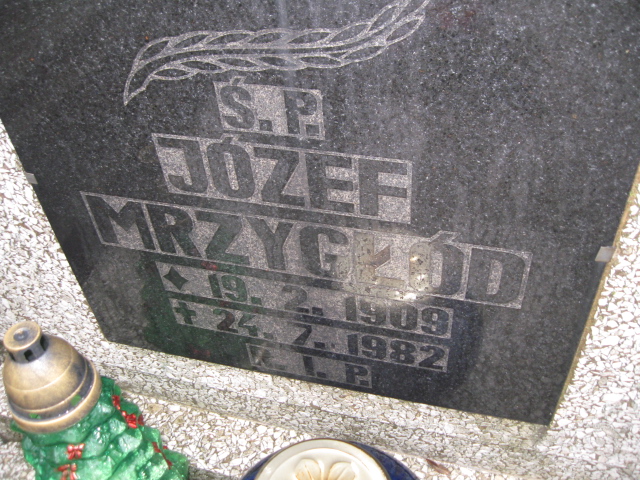 Ś. P.
JÓZEF
MRZYGŁÓD
19. 2. 1909
✝ 24. 7. 1982
R. I. P.